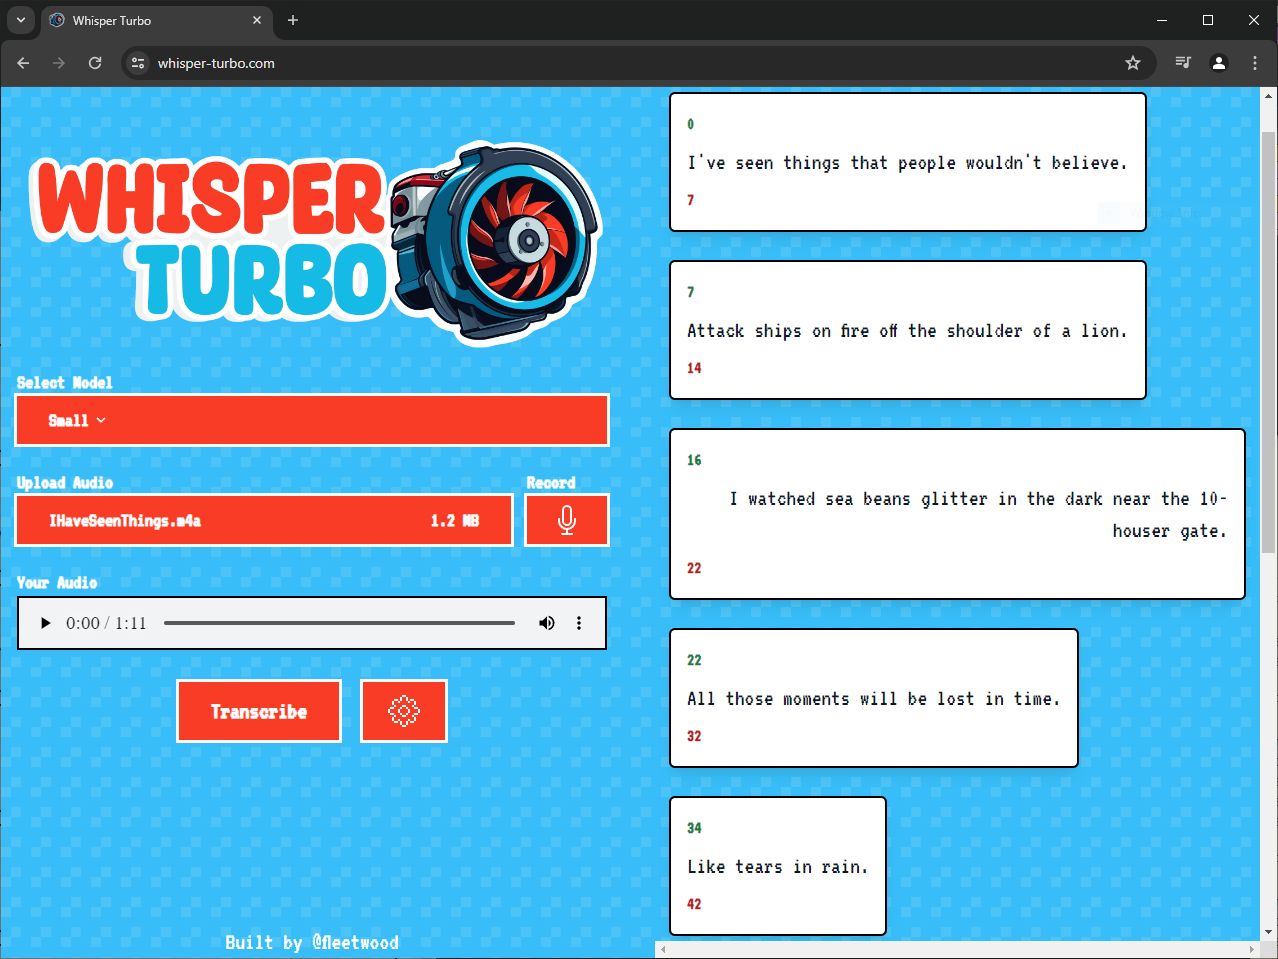 Whisper Turbo
whisper-turbo.com
WHISPER
TURBO
Select Model
Small
Upload Audio
Record
IHaveSeenThings.m4a 1.2 MB
Your Audio
0:00 / 1:11
Transcribe
Built by @fleetwood
0
I've seen things that people wouldn't believe.
7
7
Attack ships on fire off the shoulder of a lion.
14
16
I watched sea beans glitter in the dark near the 10-
houser gate.
22
22
All those moments will be lost in time.
32
34
Like tears in rain.
42